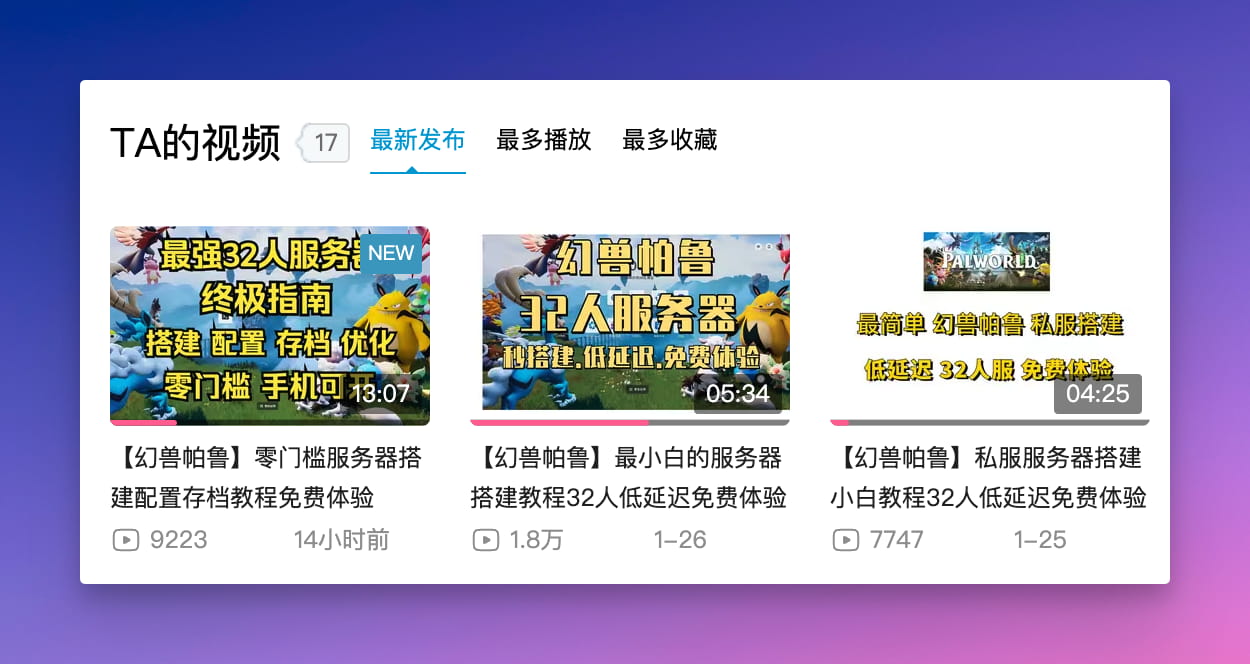 TA的视频
17
最新发布
最多播放
最多收藏
最强32人服务器
NEW
终极指南
搭建 配置 存档 优化
零门槛 手机可
13:07
【幻兽帕鲁】零门槛服务器搭
建配置存档教程免费体验
9223
14小时前
幻兽帕鲁
32人服务器
秒搭建.低延迟.免费体验
05:34
【幻兽帕鲁】最小白的服务器
搭建教程32人低延迟免费体验
1.8万
1-26
PALWORLD
最简单 幻兽帕鲁 私服搭建
低延迟 32人服 免费体验
04:25
【幻兽帕鲁】私服服务器搭建
小白教程32人低延迟免费体验
7747
1-25